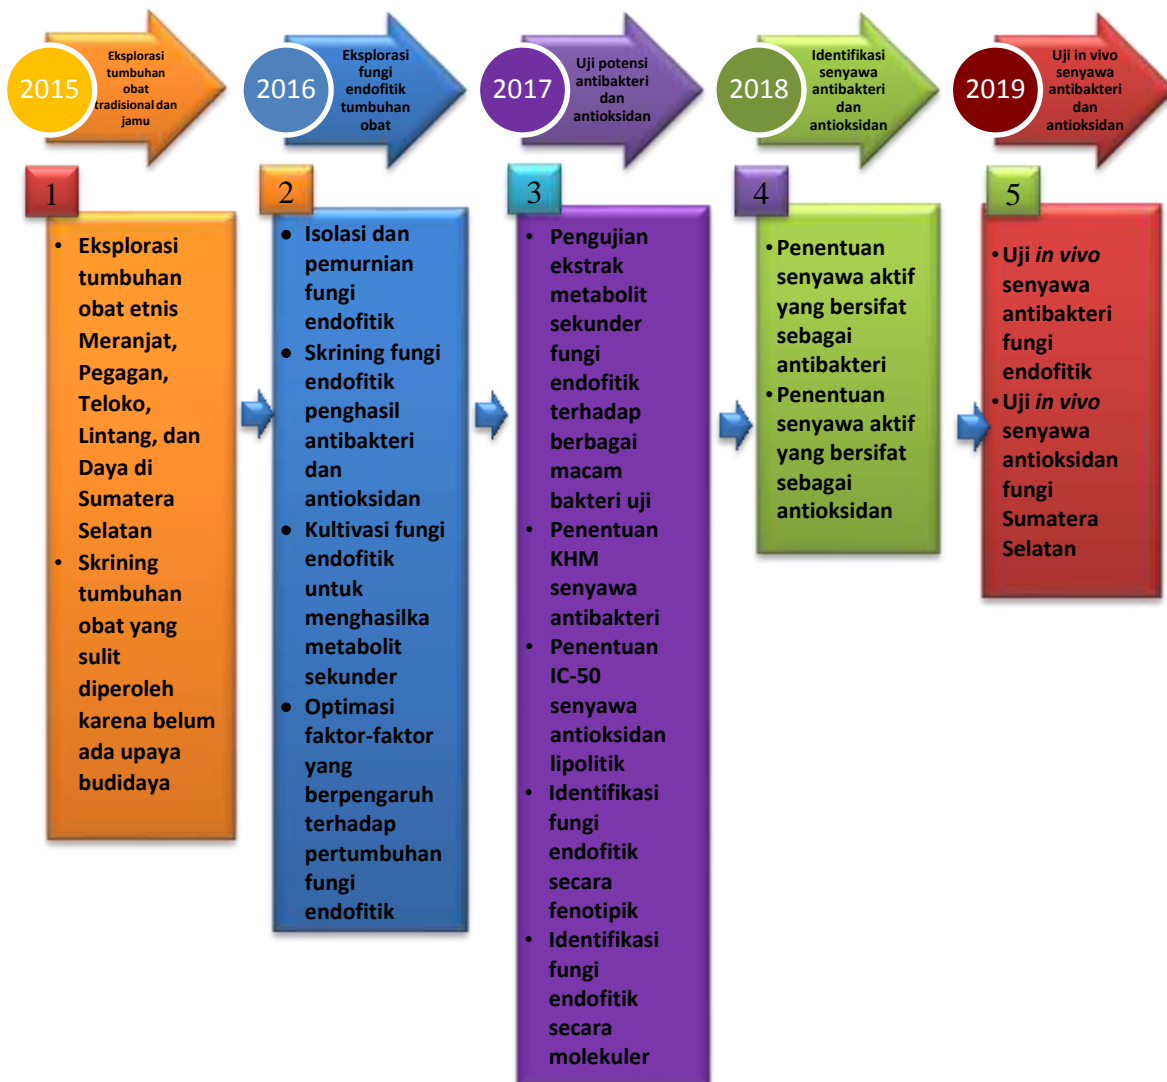 2015
Eksplorasi
tumbuhan
obat
tradisional dan
jamu
2016
Eksplorasi
fungi
endofitik
tumbuhan
obat
2017
Uji potensi
antibakteri
dan
antioksidan
2018
Identifikasi
senyawa
antibakteri
dan
antioksidan
2019
Uji in vivo
senyawa
antibakteri
dan
antioksidan
1
• Eksplorasi
tumbuhan
obat etnis
Meranjat,
Pegagan,
Teloko,
Lintang, dan
Daya di
Sumatera
Selatan
• Skrining
tumbuhan
obat yang
sulit
diperoleh
karena belum
ada upaya
budidaya
2
• Isolasi dan
pemurnian
fungi
endofitik
• Skrining fungi
endofitik
penghasil
antibakteri
dan
antioksidan
• Kultivasi fungi
endofitik
untuk
menghasilka
metabolit
sekunder
• Optimasi
faktor-faktor
yang
berpengaruh
terhadap
pertumbuhan
fungi
endofitik
3
• Pengujian
ekstrak
metabolit
sekunder
fungi
endofitik
terhadap
berbagai
macam
bakteri uji
• Penentuan
KHM
senyawa
antibakteri
• Penentuan
IC-50
senyawa
antioksidan
lipolitik
• Identifikasi
fungi
endofitik
secara
fenotipik
• Identifikasi
fungi
endofitik
secara
molekuler
4
• Penentuan
senyawa aktif
yang bersifat
sebagai
antibakteri
• Penentuan
senyawa aktif
yang bersifat
sebagai
antioksidan
5
• Uji in vivo
senyawa
antibakteri
fungi
endofitik
• Uji in vivo
senyawa
antioksidan
fungi
Sumatera
Selatan